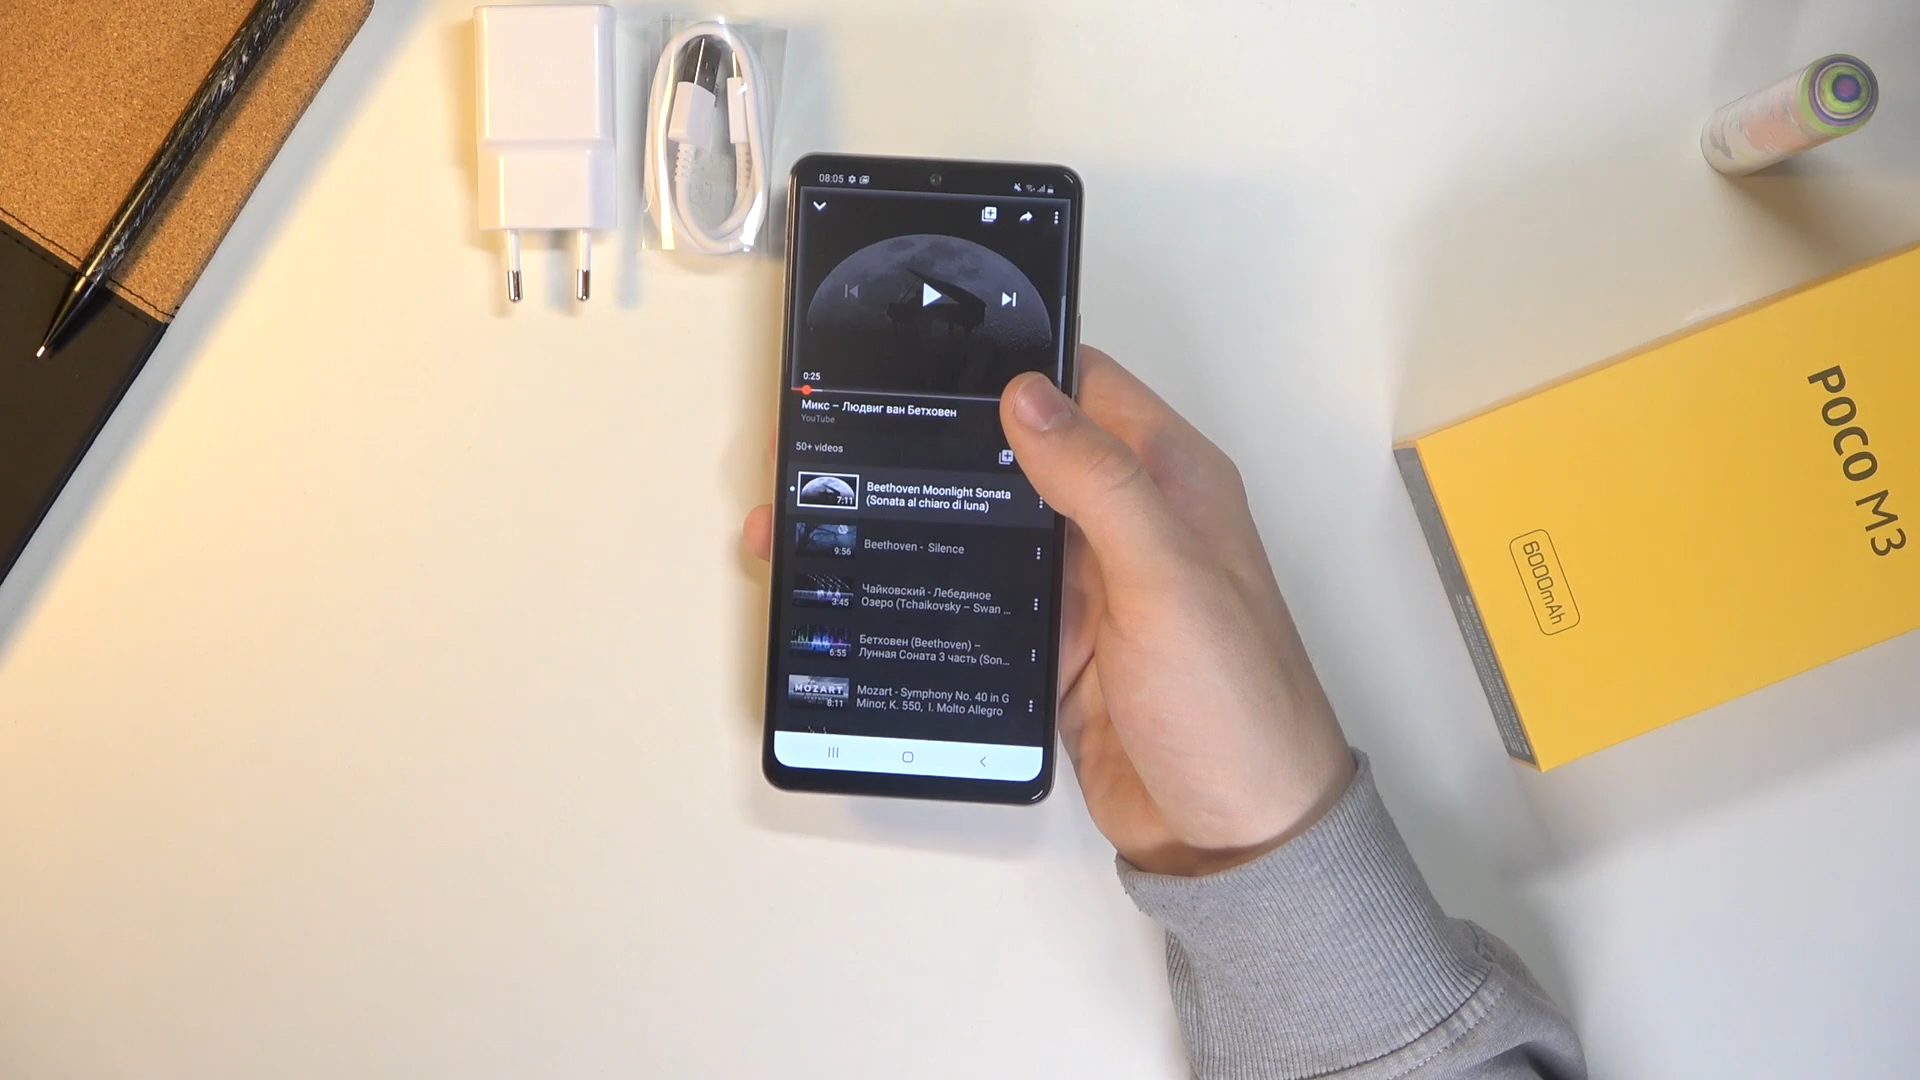 08:05
0:25
Микс – Людвиг ван Бетховен
YouTube
50+ videos
Beethoven Moonlight Sonata
(Sonata al chiaro di luna)
7:11
Beethoven - Silence
9:56
Чайковский - Лебединое
Озеро (Tchaikovsky – Swan ...
3:45
Бетховен (Beethoven) –
Лунная Соната 3 часть (Son...
6:55
MOZART
Mozart - Symphony No. 40 in G
Minor, K. 550, I. Molto Allegro
8:11
POCO M3
6000mAh